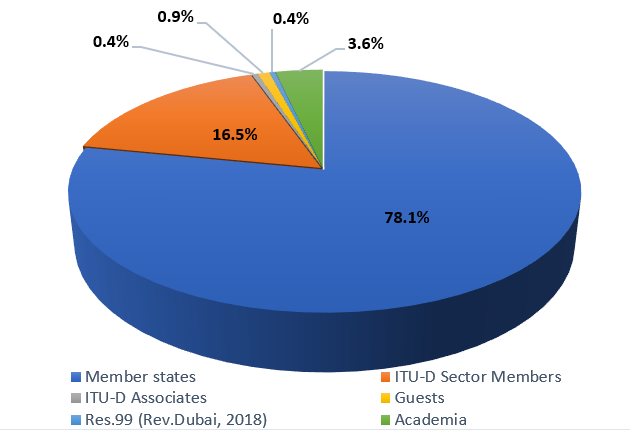 0.9%
0.4%
0.4%
3.6%
16.5%
78.1%
Member states
ITU-D Sector Members
ITU-D Associates
Guests
Res.99 (Rev.Dubai, 2018)
Academia